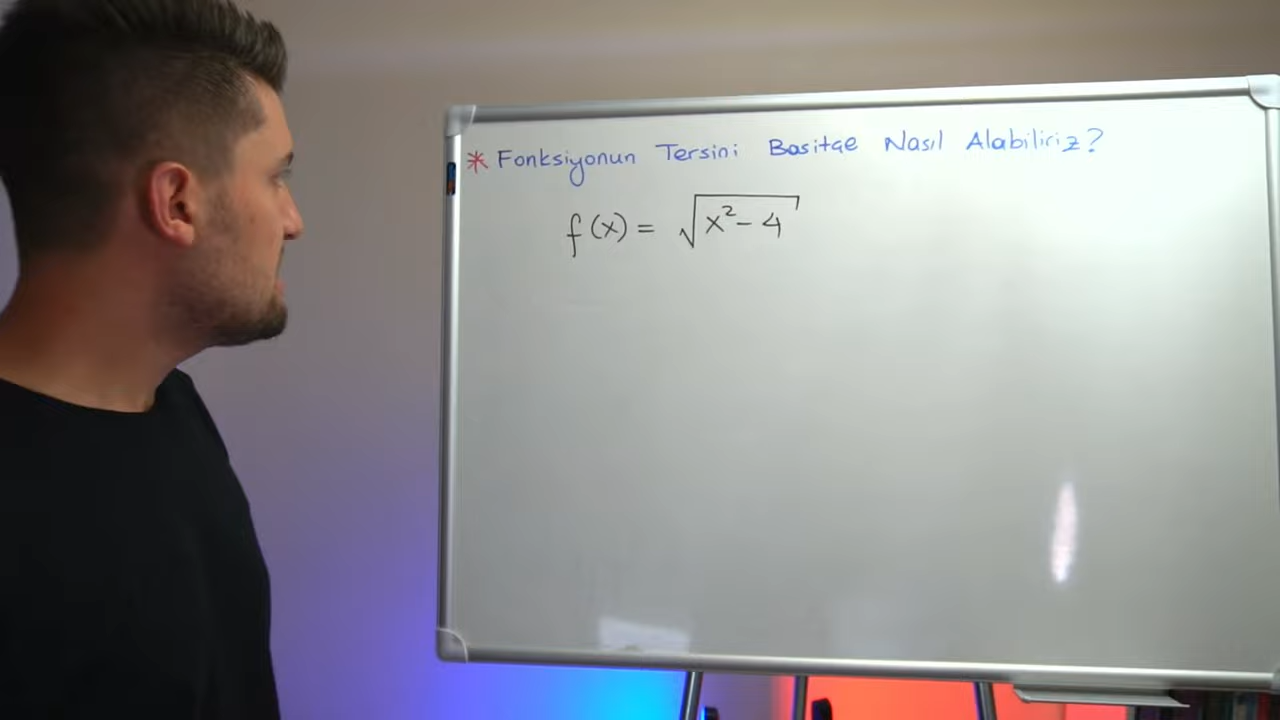 * Fonksiyonun Tersini Basitçe Nasıl Alabiliriz?
f(x) = √(x²-4)